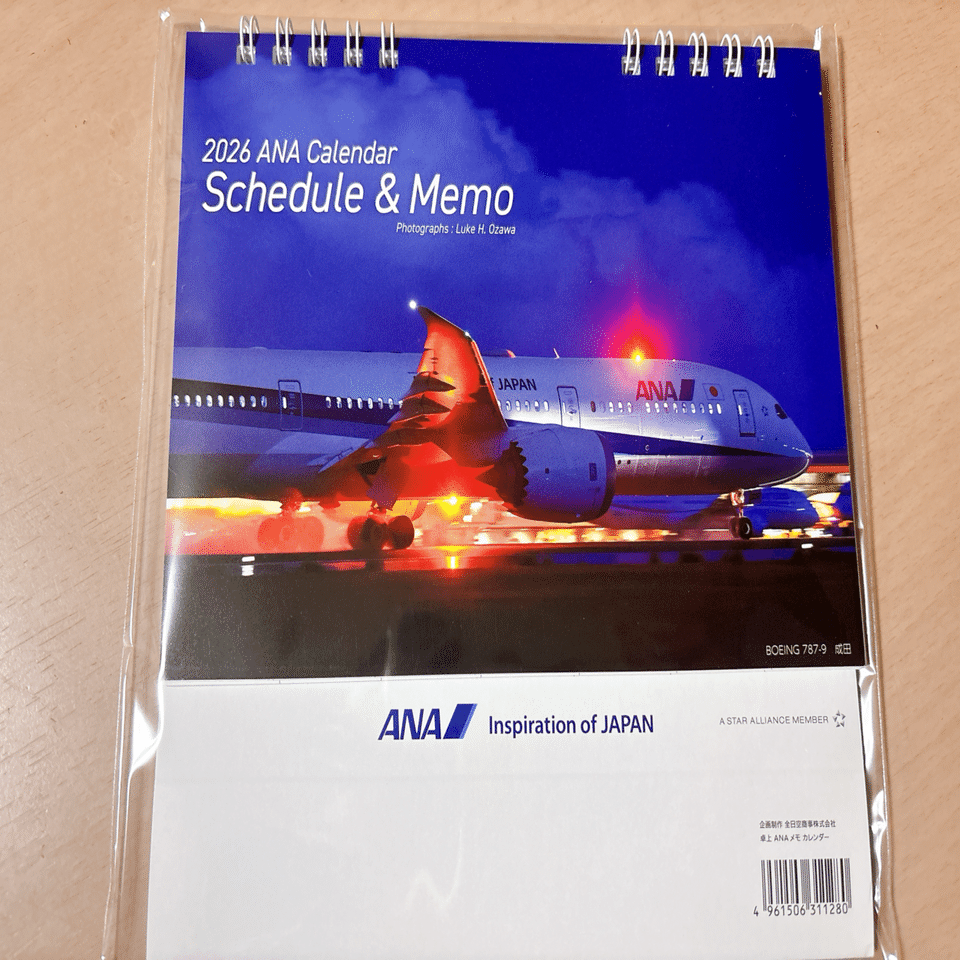 2026 ANA Calendar
Schedule & Memo
Photographs : Luke H. Ozawa
of JAPAN
ANA
BOEING 787-9 成田
ANA Inspiration of JAPAN
A STAR ALLIANCE MEMBER
企画制作 全日空商事株式会社
卓上 ANAメモ カレンダー
4 961506 311280